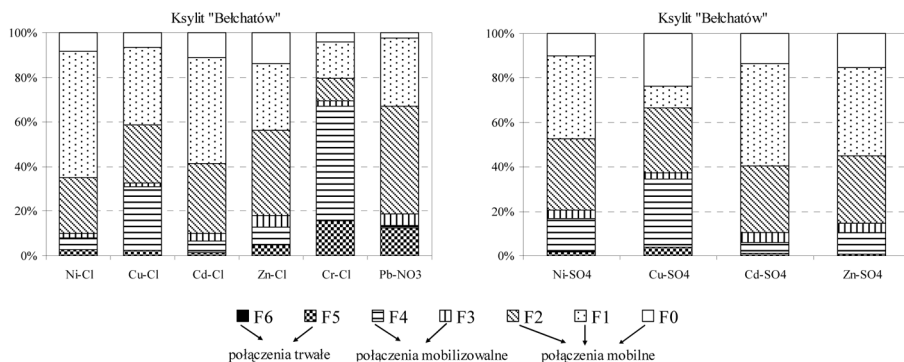 Ksylit "Bełchatów"
100%
80%
60%
40%
20%
0%
Ni-Cl Cu-Cl Cd-Cl Zn-Cl Cr-Cl Pb-NO3
Ksylit "Bełchatów"
100%
80%
60%
40%
20%
0%
Ni-SO4 Cu-SO4 Cd-SO4 Zn-SO4
F6 F5 F4 F3 F2 F1 F0
połączenia trwałe połączenia mobilizowalne połączenia mobilne